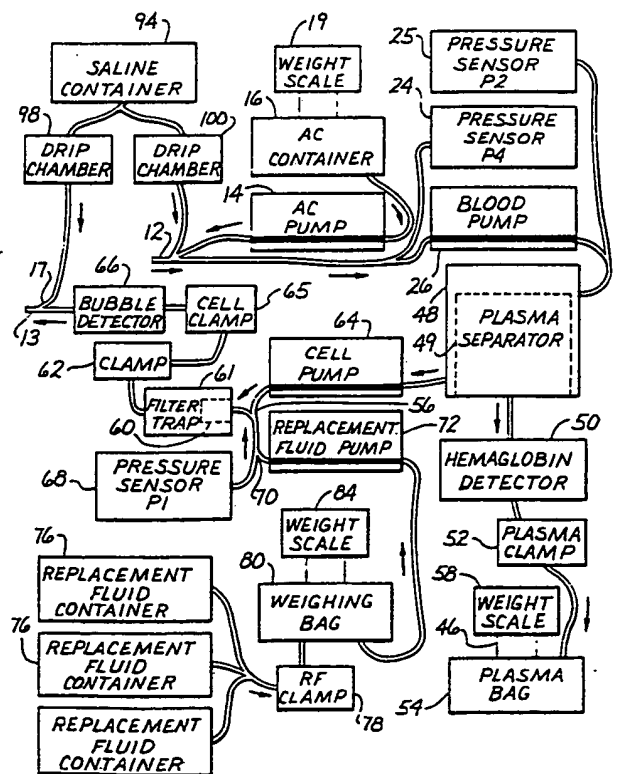 94
SALINE
CONTAINER
98
DRIP
CHAMBER
100
DRIP
CHAMBER
19
WEIGHT
SCALE
16
AC
CONTAINER
14
AC
PUMP
12
25
PRESSURE
SENSOR
P2
24
PRESSURE
SENSOR
P4
BLOOD
PUMP
26
17
13
66
BUBBLE
DETECTOR
CELL
CLAMP
65
62
CLAMP
64
CELL
PUMP
48
49
PLASMA
SEPARATOR
61
FILTER
TRAP
60
56
REPLACEMENT
FLUID PUMP
72
68
PRESSURE
SENSOR
P1
70
50
HEMAGLOBIN
DETECTOR
52
PLASMA
CLAMP
84
WEIGHT
SCALE
80
WEIGHING
BAG
58
WEIGHT
SCALE
46
PLASMA
BAG
54
76
REPLACEMENT
FLUID
CONTAINER
76
REPLACEMENT
FLUID
CONTAINER
REPLACEMENT
FLUID
CONTAINER
RF
CLAMP
78